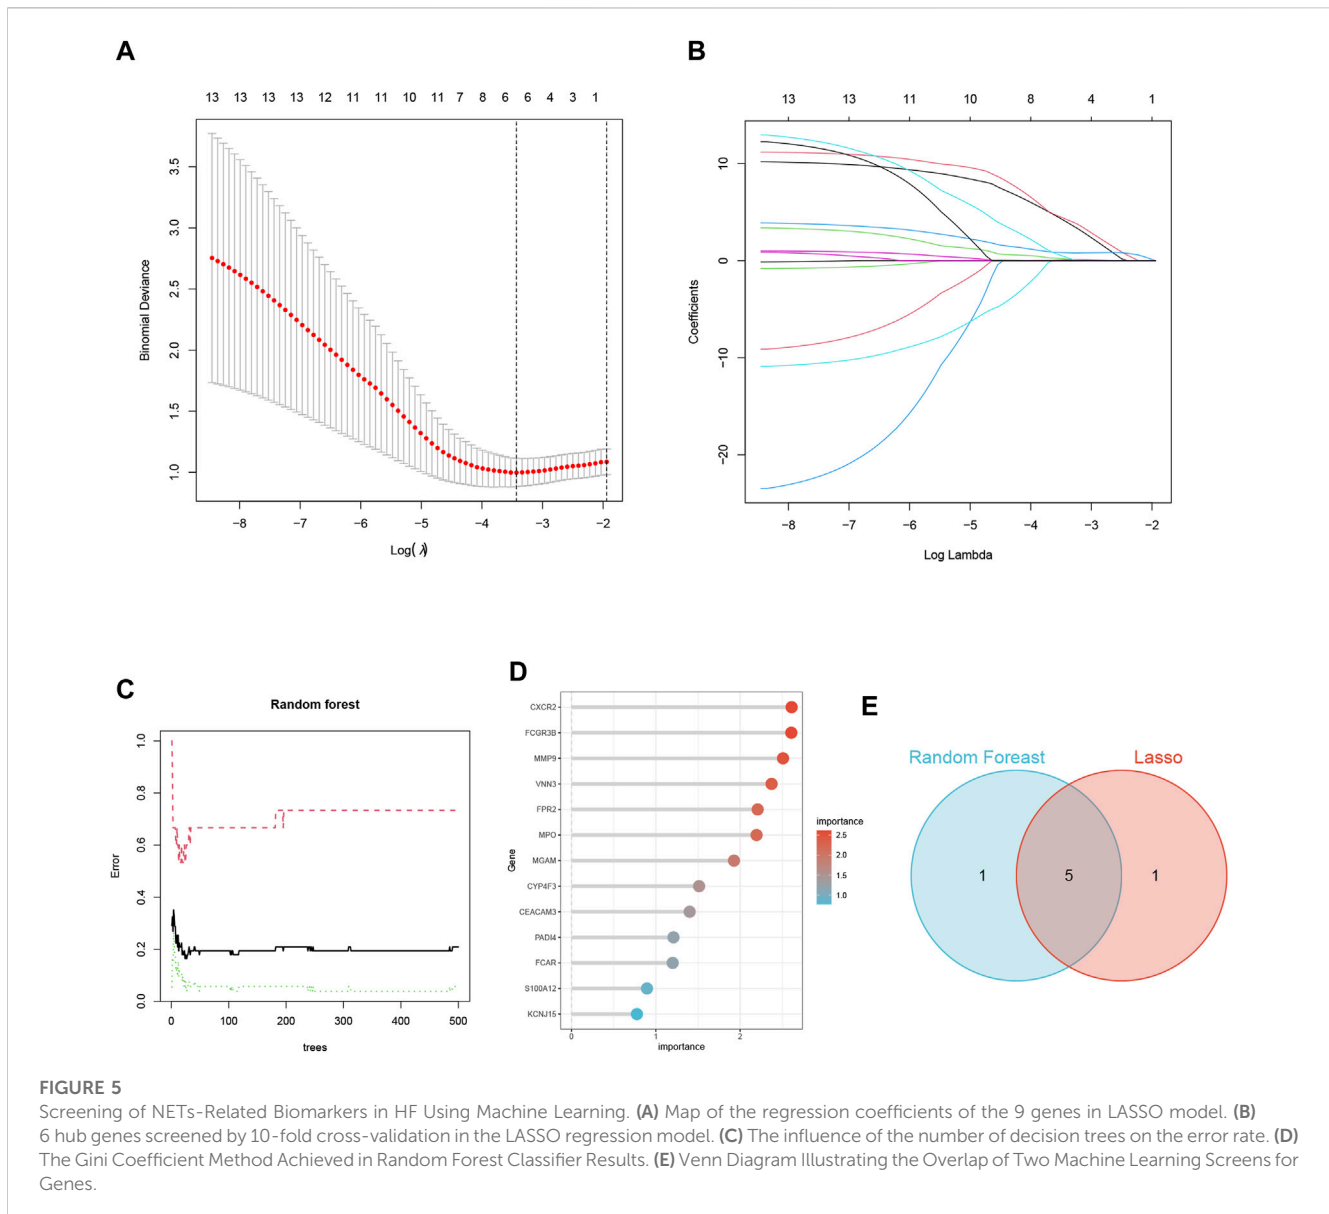 A
13 13 13 13 12 11 11 10 11 7 8 6 6 4 3 1
Binomial Deviance
3.5
3.0
2.5
2.0
1.5
1.0
−8 −7 −6 −5 −4 −3 −2
Log(λ)
B
13 13 11 10 8 4 1
Coefficients
10
0
−10
−20
−8 −7 −6 −5 −4 −3 −2
Log Lambda
C
Random forest
Error
1.0
0.8
0.6
0.4
0.2
0.0
0 100 200 300 400 500
trees
D
Gene
CXCR2
FCGR3B
MMP9
VNN3
FPR2
MPO
MGAM
CYP4F3
CEACAM3
PADI4
FCAR
S100A12
KCNJ15
0 1 2
importance
importance
2.5
2.0
1.5
1.0
E
Random Foreast Lasso
1 5 1
FIGURE 5
Screening of NETs-Related Biomarkers in HF Using Machine Learning. (A) Map of the regression coefficients of the 9 genes in LASSO model. (B)
6 hub genes screened by 10-fold cross-validation in the LASSO regression model. (C) The influence of the number of decision trees on the error rate. (D)
The Gini Coefficient Method Achieved in Random Forest Classifier Results. (E) Venn Diagram Illustrating the Overlap of Two Machine Learning Screens for
Genes.